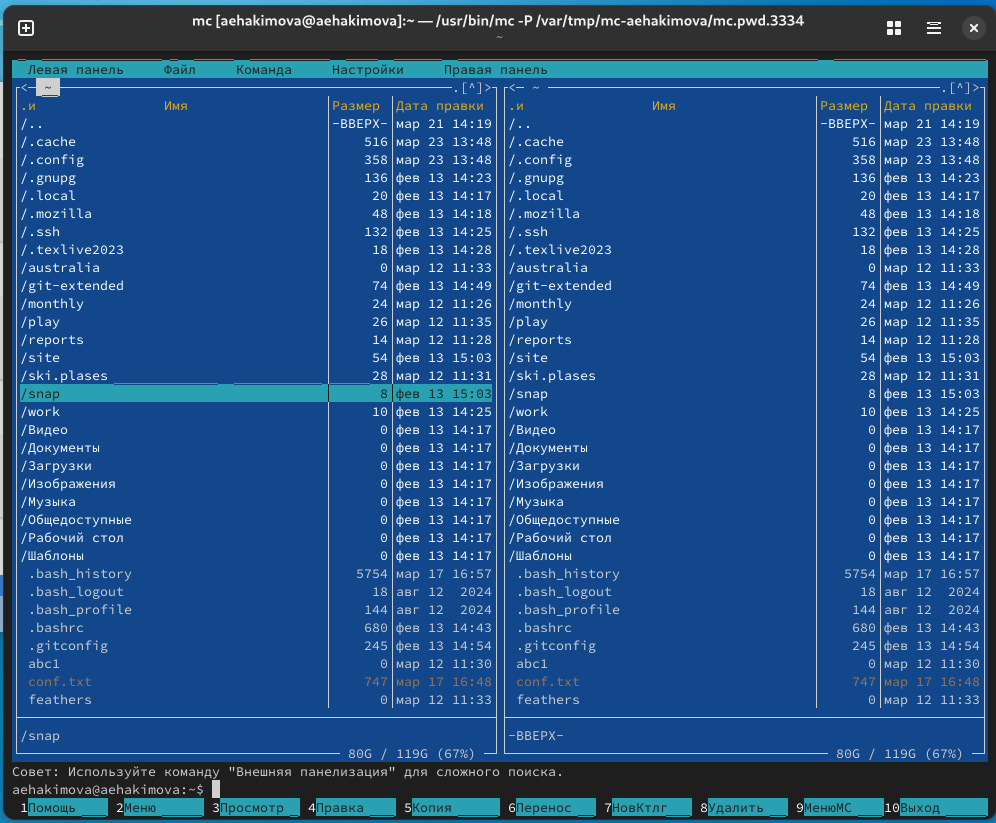 mc [aehakimova@aehakimova]:~ — /usr/bin/mc -P /var/tmp/mc-aehakimova/mc.pwd.3334
~
Левая панель Файл Команда Настройки Правая панель
<─ ~ ─.[^]>
.и Имя Размер Дата правки
/.. -ВВЕРХ- мар 21 14:19
/.cache 516 мар 23 13:48
/.config 358 мар 23 13:48
/.gnupg 136 фев 13 14:23
/.local 20 фев 13 14:17
/.mozilla 48 фев 13 14:18
/.ssh 132 фев 13 14:25
/.texlive2023 18 фев 13 14:28
/australia 0 мар 12 11:33
/git-extended 74 фев 13 14:49
/monthly 24 мар 12 11:26
/play 26 мар 12 11:35
/reports 14 мар 12 11:28
/site 54 фев 13 15:03
/ski.plases 28 мар 12 11:31
/snap 8 фев 13 15:03
/work 10 фев 13 14:25
/Видео 0 фев 13 14:17
/Документы 0 фев 13 14:17
/Загрузки 0 фев 13 14:17
/Изображения 0 фев 13 14:17
/Музыка 0 фев 13 14:17
/Общедоступные 0 фев 13 14:17
/Рабочий стол 0 фев 13 14:17
/Шаблоны 0 фев 13 14:17
.bash_history 5754 мар 17 16:57
.bash_logout 18 авг 12 2024
.bash_profile 144 авг 12 2024
.bashrc 680 фев 13 14:43
.gitconfig 245 фев 13 14:54
abc1 0 мар 12 11:30
conf.txt 747 мар 17 16:48
feathers 0 мар 12 11:33
/snap
80G / 119G (67%)
<─ ~ ─.[^]>
.и Имя Размер Дата правки
/.. -ВВЕРХ- мар 21 14:19
/.cache 516 мар 23 13:48
/.config 358 мар 23 13:48
/.gnupg 136 фев 13 14:23
/.local 20 фев 13 14:17
/.mozilla 48 фев 13 14:18
/.ssh 132 фев 13 14:25
/.texlive2023 18 фев 13 14:28
/australia 0 мар 12 11:33
/git-extended 74 фев 13 14:49
/monthly 24 мар 12 11:26
/play 26 мар 12 11:35
/reports 14 мар 12 11:28
/site 54 фев 13 15:03
/ski.plases 28 мар 12 11:31
/snap 8 фев 13 15:03
/work 10 фев 13 14:25
/Видео 0 фев 13 14:17
/Документы 0 фев 13 14:17
/Загрузки 0 фев 13 14:17
/Изображения 0 фев 13 14:17
/Музыка 0 фев 13 14:17
/Общедоступные 0 фев 13 14:17
/Рабочий стол 0 фев 13 14:17
/Шаблоны 0 фев 13 14:17
.bash_history 5754 мар 17 16:57
.bash_logout 18 авг 12 2024
.bash_profile 144 авг 12 2024
.bashrc 680 фев 13 14:43
.gitconfig 245 фев 13 14:54
abc1 0 мар 12 11:30
conf.txt 747 мар 17 16:48
feathers 0 мар 12 11:33
-ВВЕРХ-
80G / 119G (67%)
Совет: Используйте команду "Внешняя панелизация" для сложного поиска.
aehakimova@aehakimova:~$
1Помощь 2Меню 3Просмотр 4Правка 5Копия 6Перенос 7НовКтлг 8Удалить 9МенюМС 10Выход